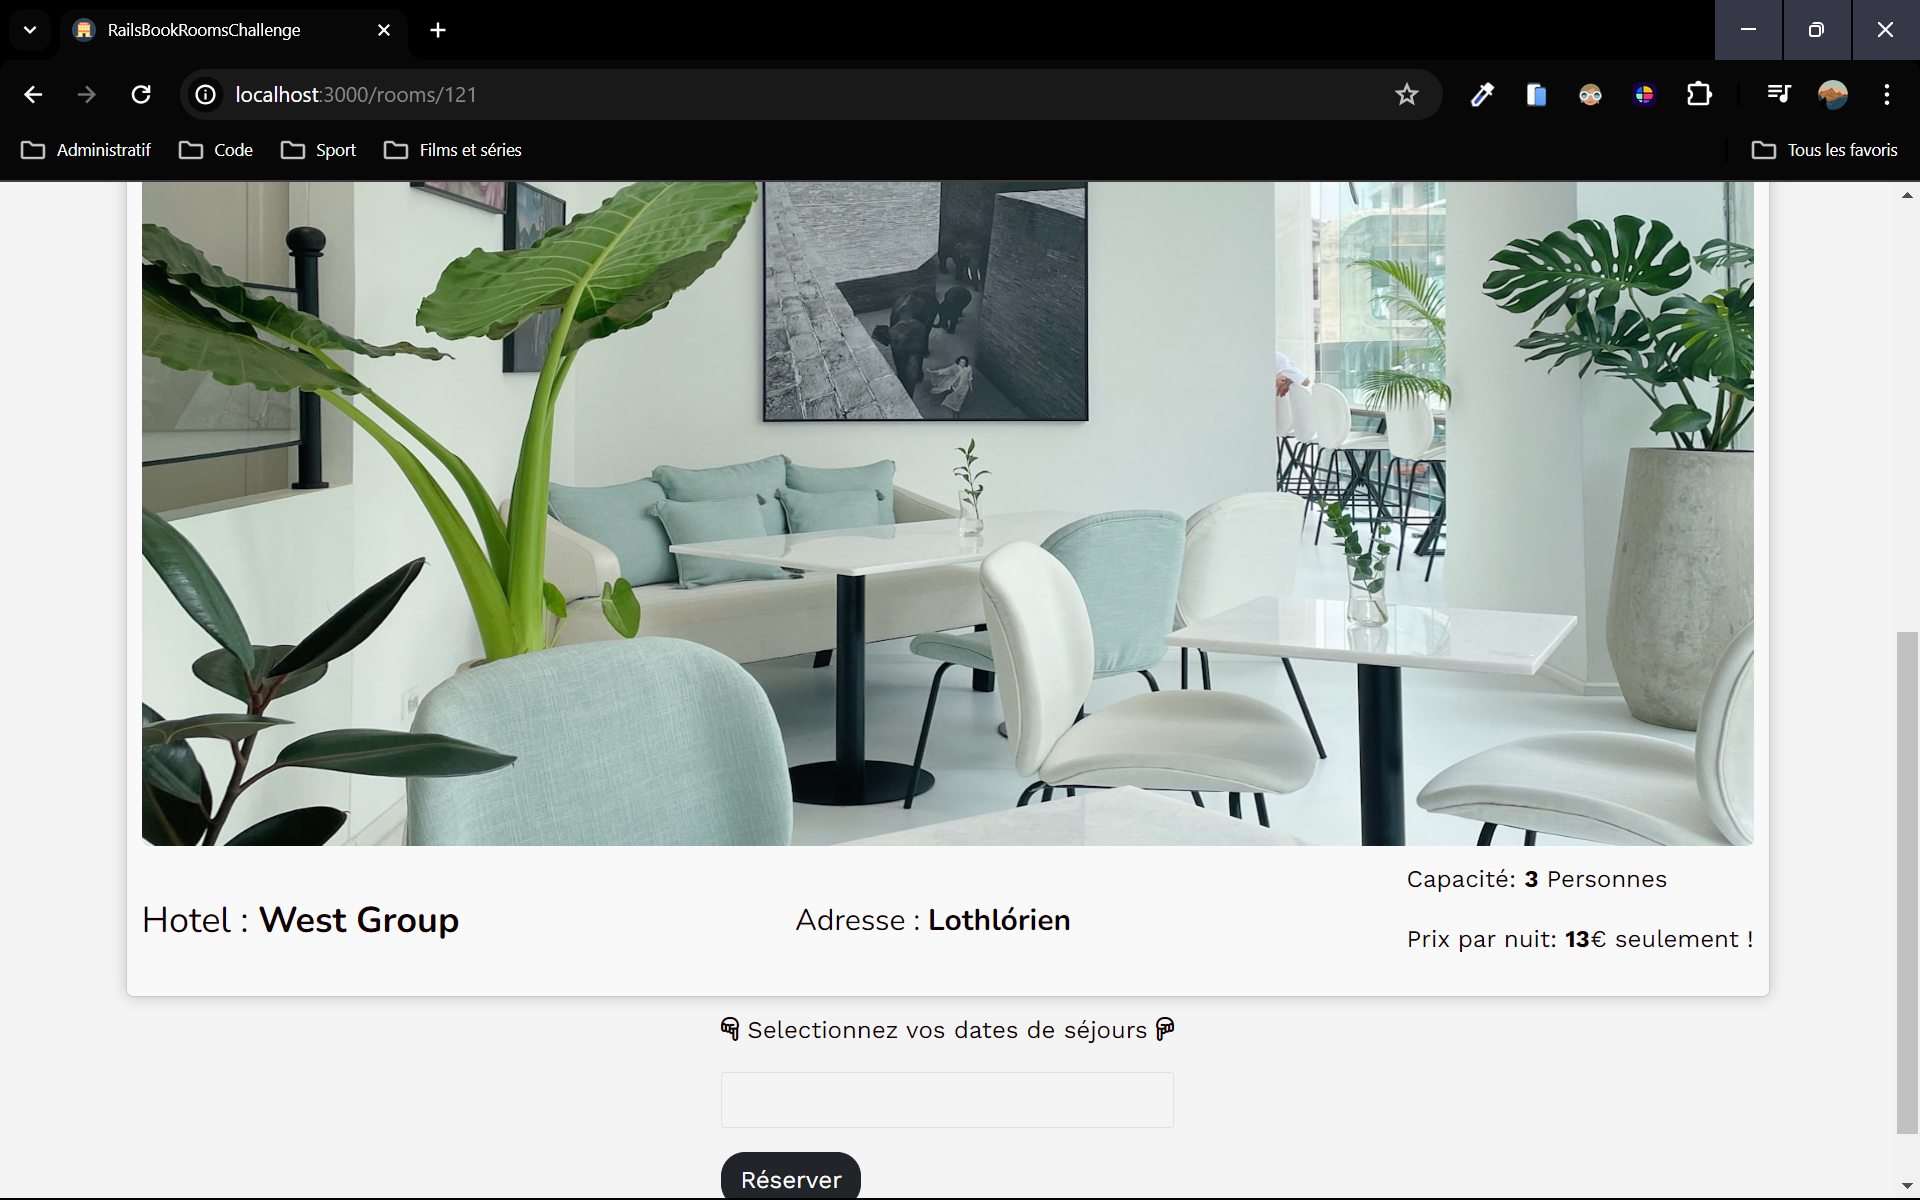 RailsBookRoomsChallenge
localhost:3000/rooms/121
Administratif
Code
Sport
Films et séries
Tous les favoris
Hotel : West Group
Adresse : Lothlórien
Capacité: 3 Personnes
Prix par nuit: 13€ seulement !
Selectionnez vos dates de séjours
Réserver